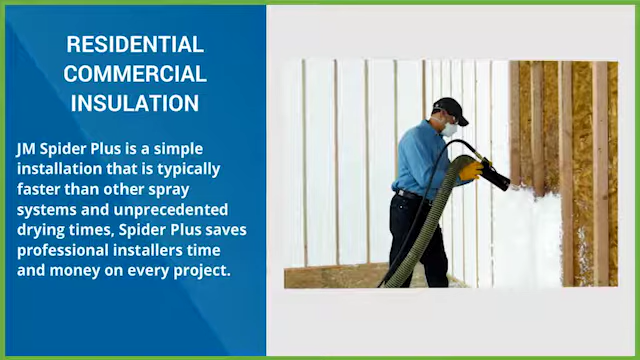 RESIDENTIAL
COMMERCIAL
INSULATION
JM Spider Plus is a simple
installation that is typically
faster than other spray
systems and unprecedented
drying times, Spider Plus saves
professional installers time
and money on every project.